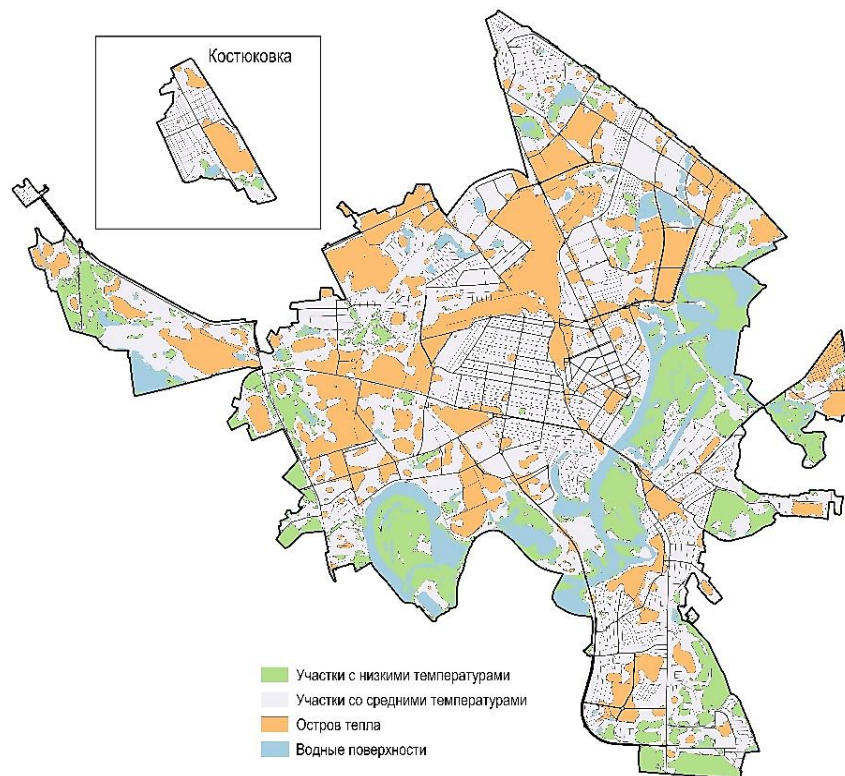 Костюковка
Участки с низкими температурами
Участки со средними температурами
Остров тепла
Водные поверхности